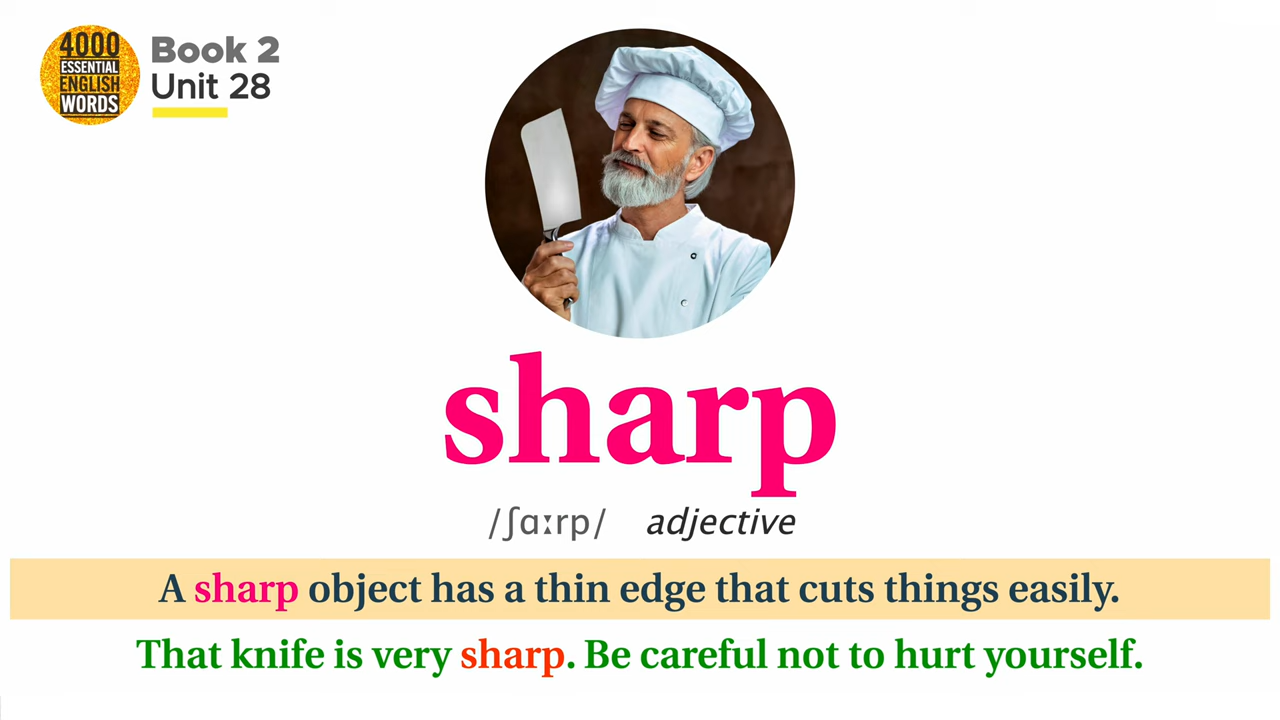 4000
ESSENTIAL
ENGLISH
WORDS
Book 2
Unit 28
sharp
/ʃɑːrp/ adjective
A sharp object has a thin edge that cuts things easily.
That knife is very sharp. Be careful not to hurt yourself.